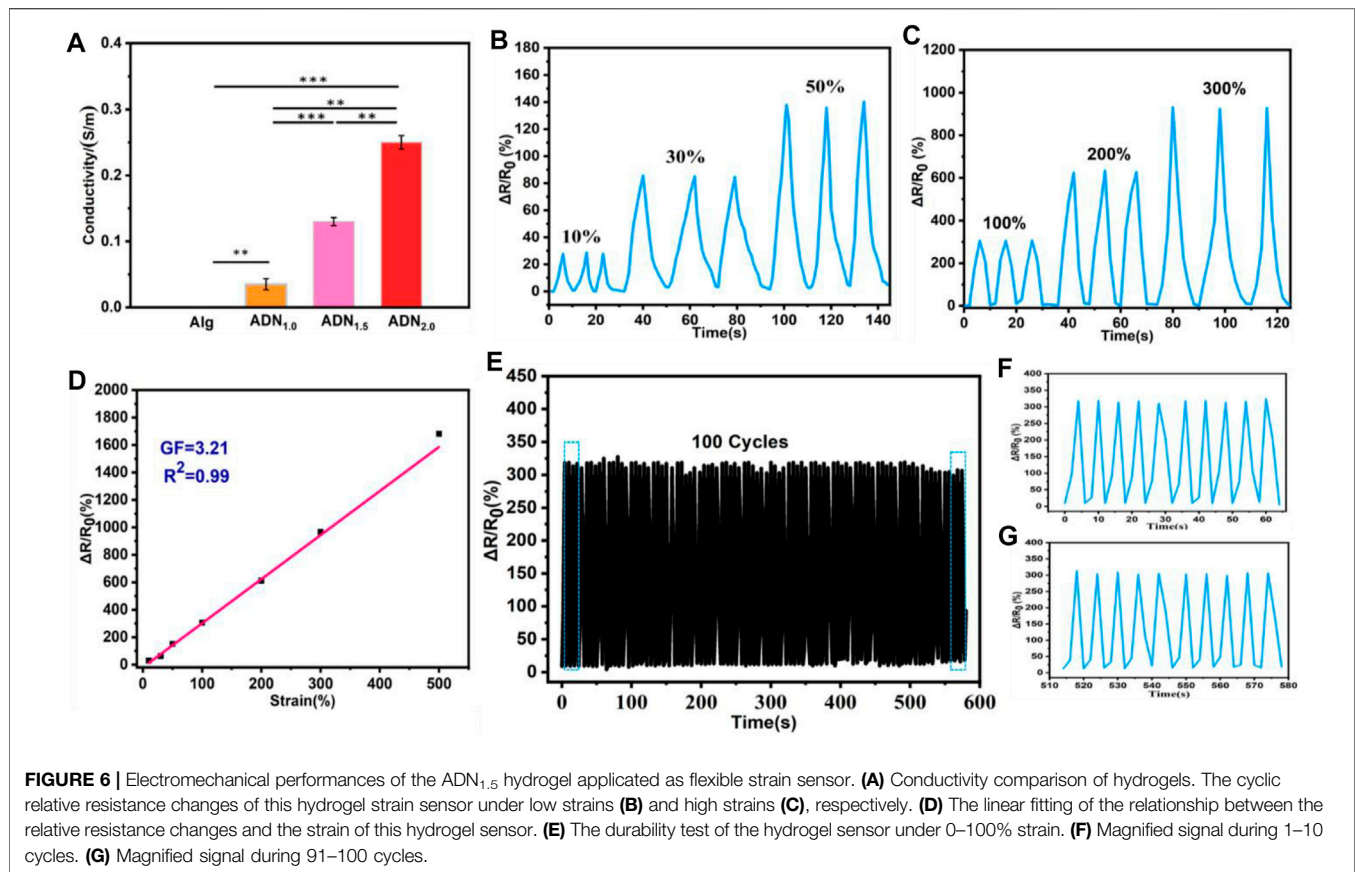 A
0.4
0.3
0.2
0.1
0.0
Conductivity/(S/m)
***
**
*** **
**
Alg ADN1.0 ADN1.5 ADN2.0
B
180
160
140
120
100
80
60
40
20
0
ΔR/R0 (%)
10%
30%
50%
0 20 40 60 80 100 120 140
Time(s)
C
1200
1000
800
600
400
200
0
ΔR/R0 (%)
100%
200%
300%
0 20 40 60 80 100 120
Time(s)
D
2000
1800
1600
1400
1200
1000
800
600
400
200
0
ΔR/R0(%)
GF=3.21
R2=0.99
0 100 200 300 400 500
Strain(%)
E
450
400
350
300
250
200
150
100
50
0
ΔR/R0(%)
100 Cycles
0 100 200 300 400 500 600
Time(s)
F
400
350
300
250
200
150
100
50
0
ΔR/R0 (%)
0 10 20 30 40 50 60
Time(s)
G
400
350
300
250
200
150
100
50
0
ΔR/R0 (%)
510 520 530 540 550 560 570 580
Time(s)
FIGURE 6 | Electromechanical performances of the ADN1.5 hydrogel applicated as flexible strain sensor. (A) Conductivity comparison of hydrogels. The cyclic
relative resistance changes of this hydrogel strain sensor under low strains (B) and high strains (C), respectively. (D) The linear fitting of the relationship between the
relative resistance changes and the strain of this hydrogel sensor. (E) The durability test of the hydrogel sensor under 0–100% strain. (F) Magnified signal during 1–10
cycles. (G) Magnified signal during 91–100 cycles.